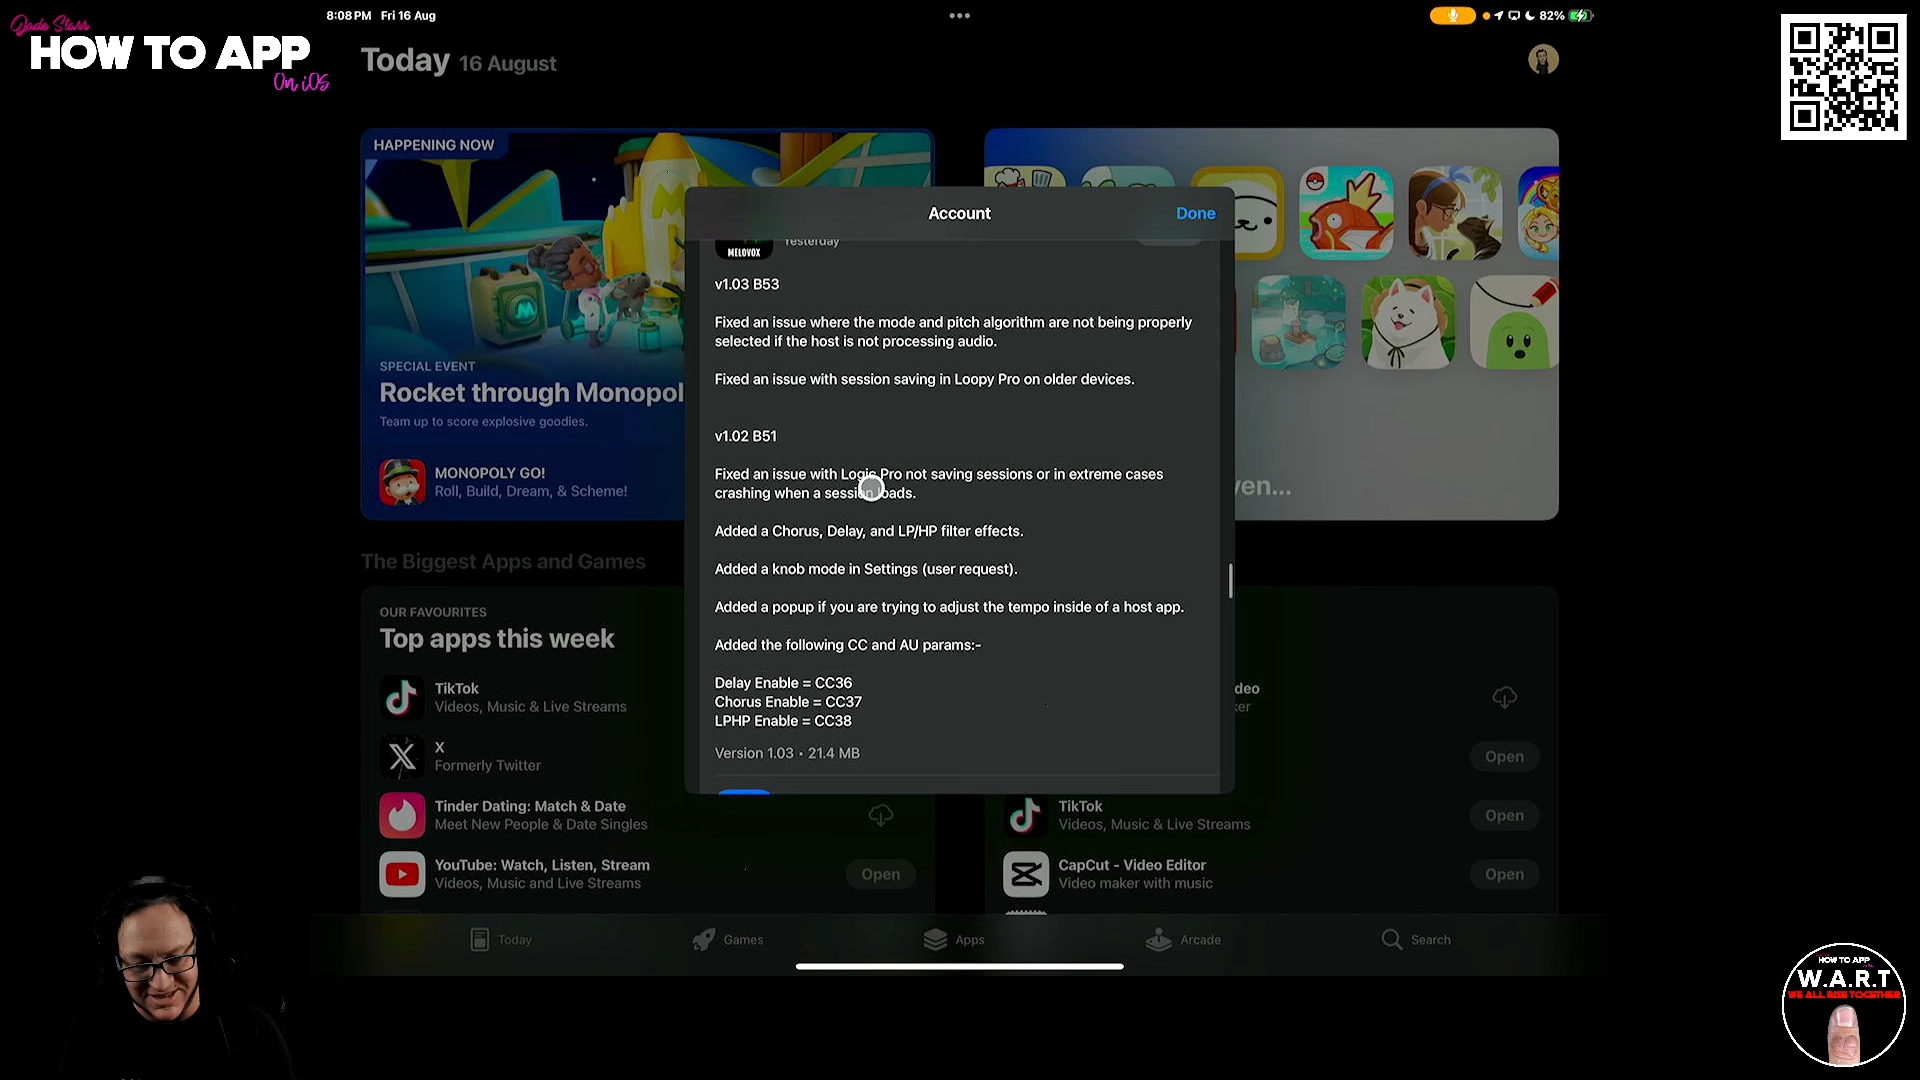 Jade Starr
HOW TO APP
On iOS
8:08 PM Fri 16 Aug
82%
Today 16 August
HAPPENING NOW
SPECIAL EVENT
Rocket through Monopol
Team up to score explosive goodies.
MONOPOLY GO!
Roll, Build, Dream, & Scheme!
ven...
Account
Done
MELOVOX
Yesterday
v1.03 B53
Fixed an issue where the mode and pitch algorithm are not being properly
selected if the host is not processing audio.
Fixed an issue with session saving in Loopy Pro on older devices.
v1.02 B51
Fixed an issue with Logic Pro not saving sessions or in extreme cases
crashing when a session loads.
Added a Chorus, Delay, and LP/HP filter effects.
Added a knob mode in Settings (user request).
Added a popup if you are trying to adjust the tempo inside of a host app.
Added the following CC and AU params:-
Delay Enable = CC36
Chorus Enable = CC37
LPHP Enable = CC38
Version 1.03 • 21.4 MB
The Biggest Apps and Games
OUR FAVOURITES
Top apps this week
TikTok
Videos, Music & Live Streams
X
Formerly Twitter
Tinder Dating: Match & Date
Meet New People & Date Singles
YouTube: Watch, Listen, Stream
Videos, Music and Live Streams
Open
deo
ker
Open
TikTok
Videos, Music & Live Streams
Open
CapCut - Video Editor
Video maker with music
Open
Today
Games
Apps
Arcade
Search
HOW TO APP
W.A.R.T
WE ALL RISE TOGETHER